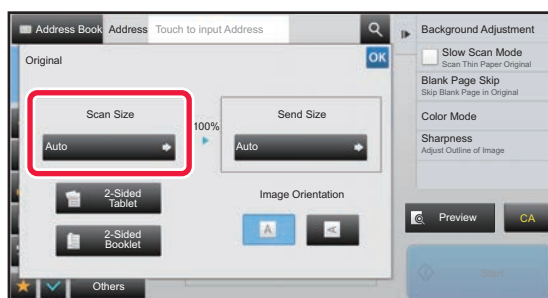 Address Book
Address
Touch to input Address
Original
OK
Scan Size
Auto
100%
Send Size
Auto
2-Sided
Tablet
2-Sided
Booklet
Image Orientation
A
A
Others
Background Adjustment
Slow Scan Mode
Scan Thin Paper Original
Blank Page Skip
Skip Blank Page in Original
Color Mode
Sharpness
Adjust Outline of Image
Preview
CA
Start